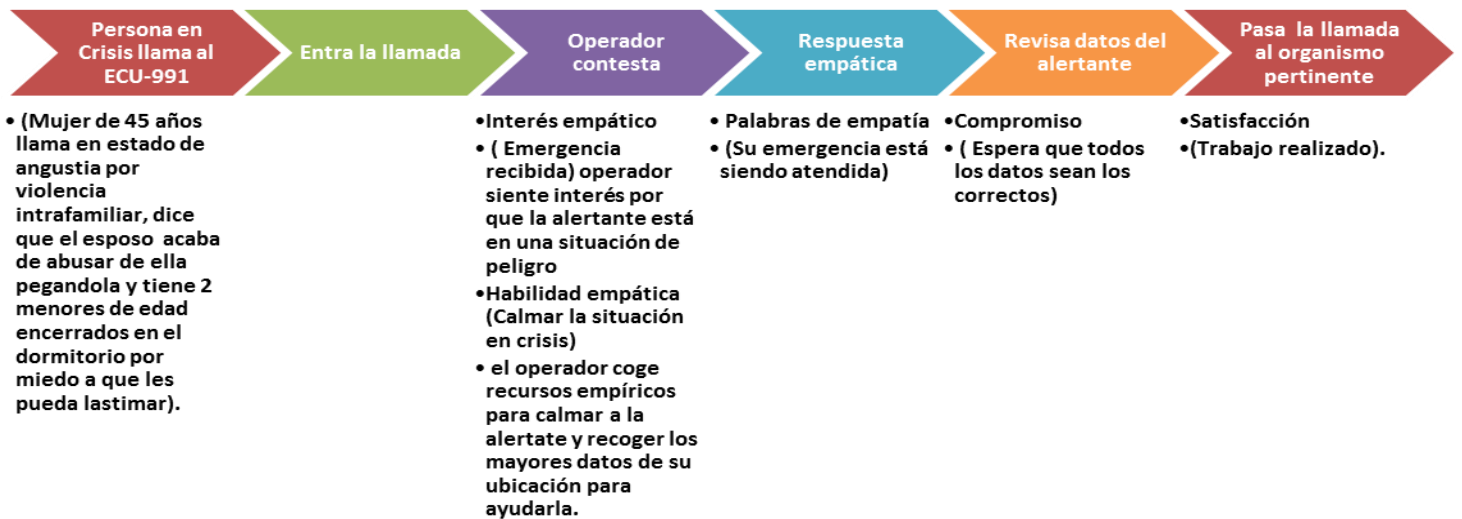 Persona en
Crisis llama al
ECU-991
Entra la llamada
Operador
contesta
Respuesta
empática
Revisa datos del
alertante
Pasa la llamada
al organismo
pertinente
• (Mujer de 45 años
llama en estado de
angustia por
violencia
intrafamiliar, dice
que el esposo acaba
de abusar de ella
pegandola y tiene 2
menores de edad
encerrados en el
dormitorio por
miedo a que les
pueda lastimar).
•Interés empático
• ( Emergencia
recibida) operador
siente interés por
que la alertante está
en una situación de
peligro
•Habilidad empática
(Calmar la situación
en crisis)
• el operador coge
recursos empíricos
para calmar a la
alertate y recoger los
mayores datos de su
ubicación para
ayudarla.
• Palabras de empatía
• (Su emergencia está
siendo atendida)
•Compromiso
• ( Espera que todos
los datos sean los
correctos)
•Satisfacción
•(Trabajo realizado).